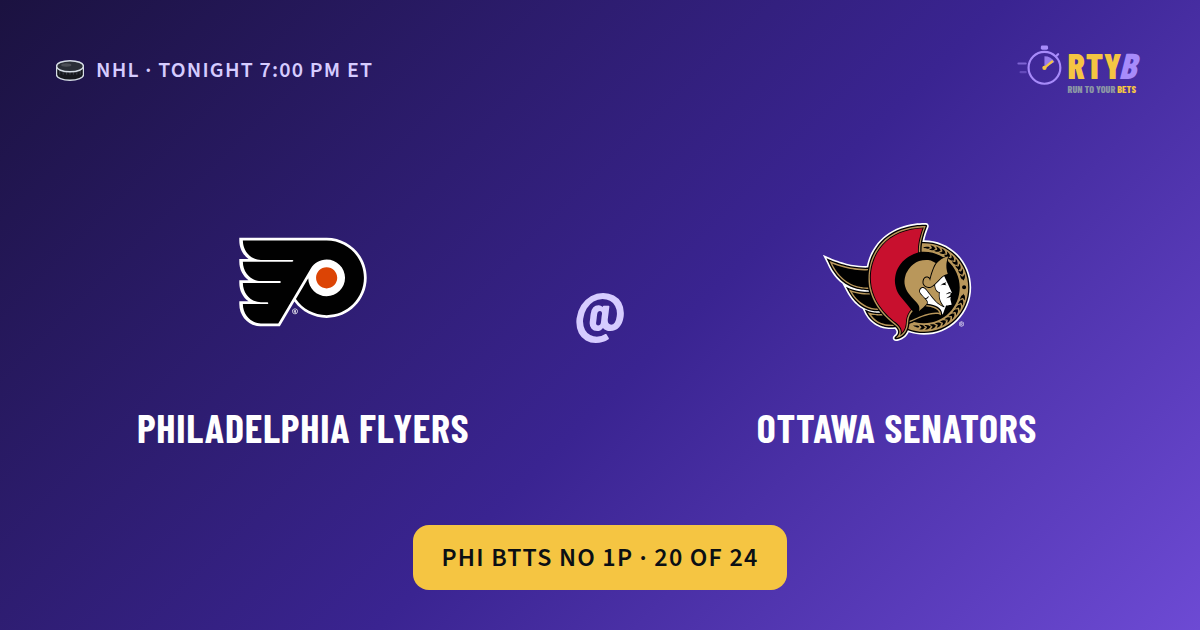 NHL · TONIGHT 7:00 PM ET
RTYB
RUN TO YOUR BETS
@
PHILADELPHIA FLYERS
OTTAWA SENATORS
PHI BTTS NO 1P · 20 OF 24